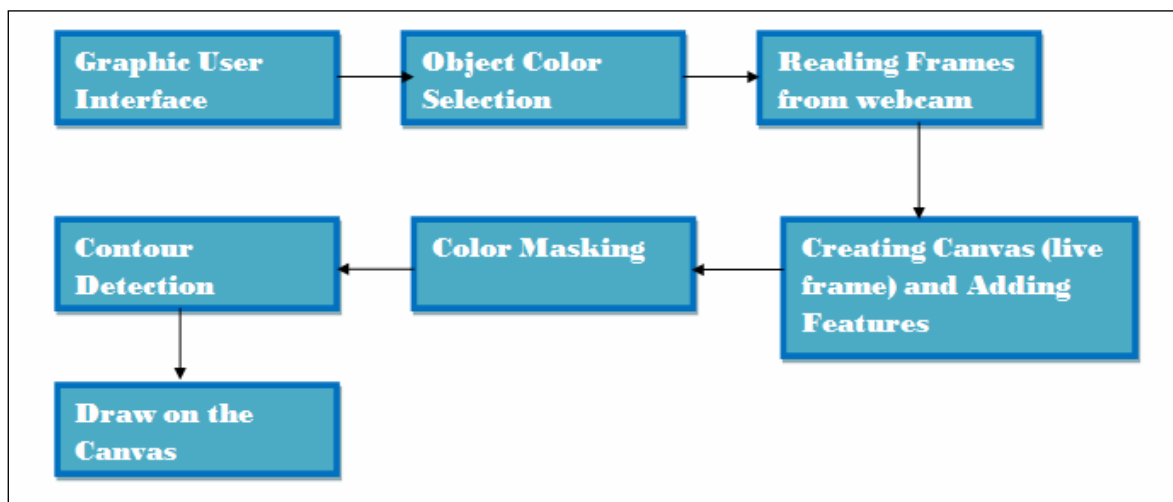 Graphic User
Interface
Object Color
Selection
Reading Frames
from webcam
Creating Canvas (live
frame) and Adding
Features
Color Masking
Contour
Detection
Draw on the
Canvas